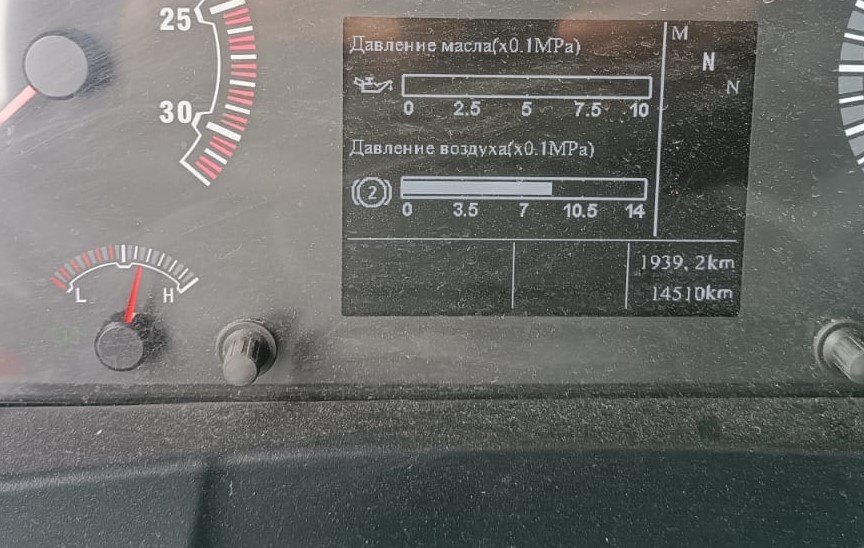 25
30
L H
Давление масла(x0.1MPa)
0 2.5 5 7.5 10
Давление воздуха(x0.1MPa)
2
0 3.5 7 10.5 14
M
N
N
1939,2km
14510km